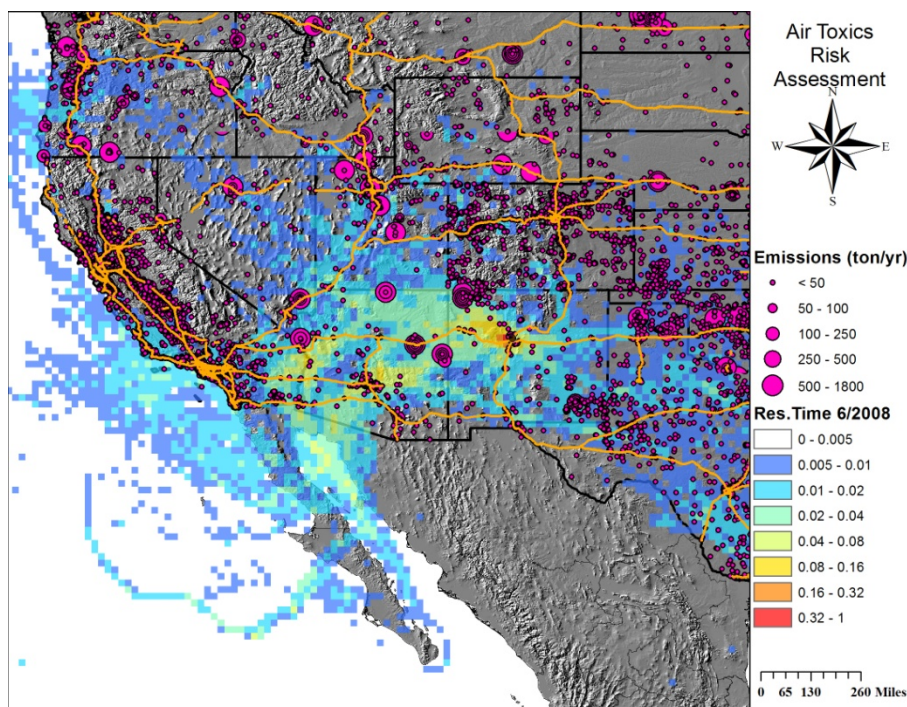 Air Toxics
Risk
Assessment
N
W E
S
Emissions (ton/yr)
< 50
50 - 100
100 - 250
250 - 500
500 - 1800
Res.Time 6/2008
0 - 0.005
0.005 - 0.01
0.01 - 0.02
0.02 - 0.04
0.04 - 0.08
0.08 - 0.16
0.16 - 0.32
0.32 - 1
0 65 130 260 Miles